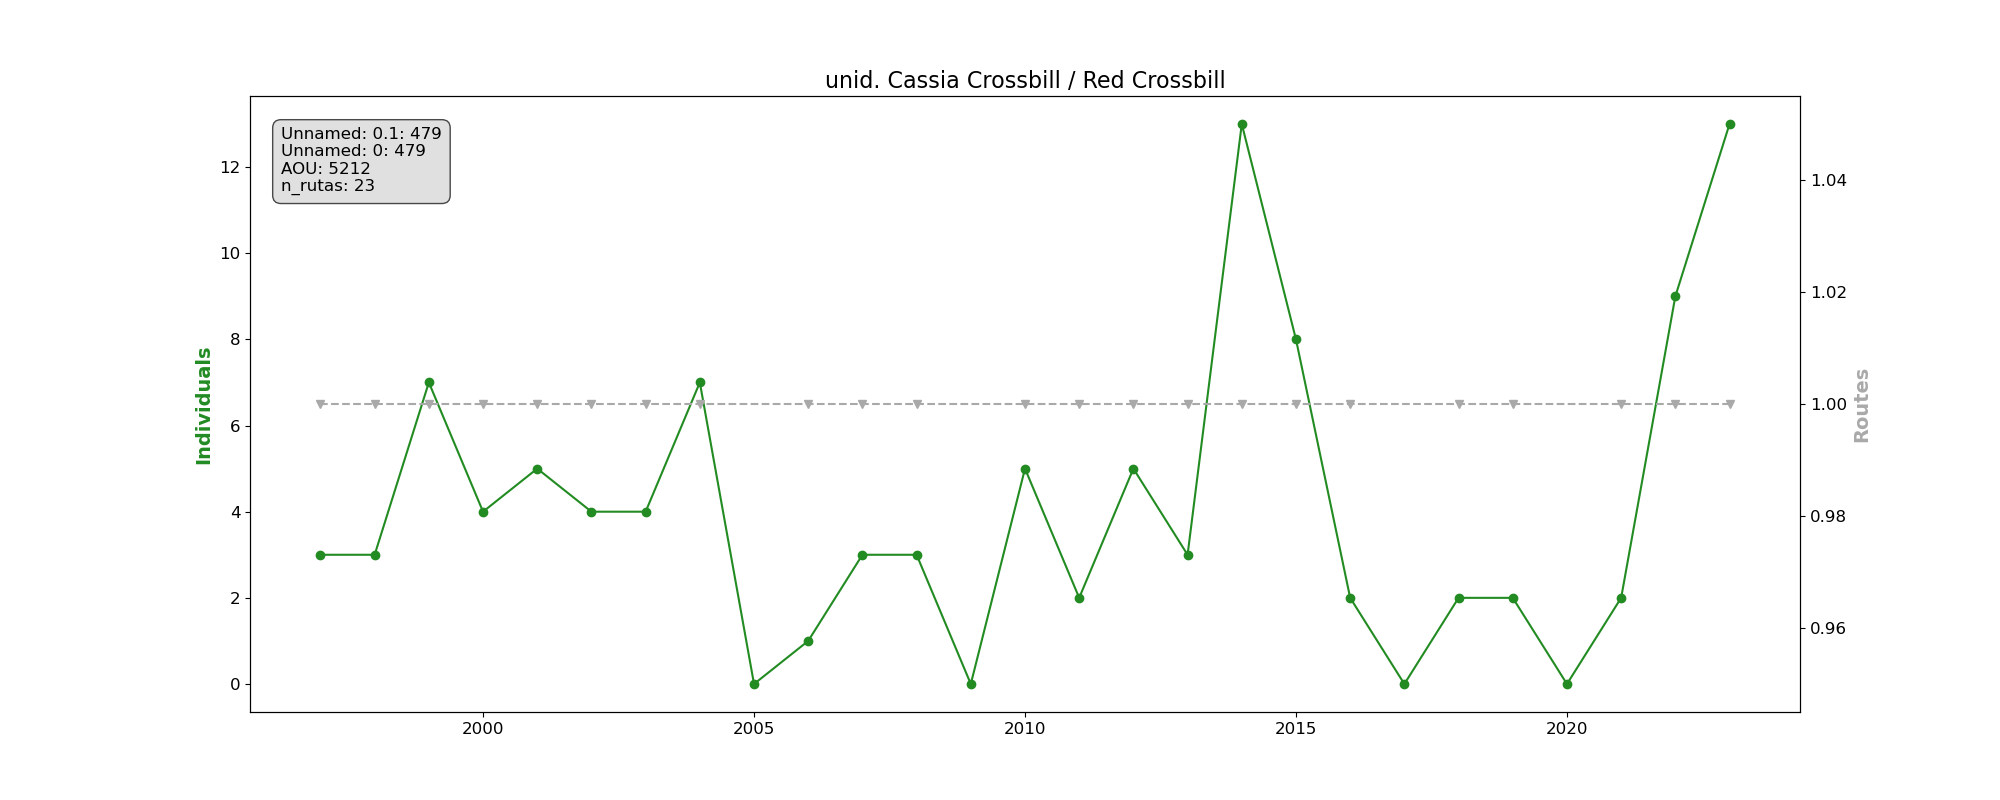 unid. Cassia Crossbill / Red Crossbill
Unnamed: 0.1: 479
Unnamed: 0: 479
AOU: 5212
n_rutas: 23
12
10
8
6
4
2
0
Individuals
1.04
1.02
1.00
0.98
0.96
Routes
2000
2005
2010
2015
2020